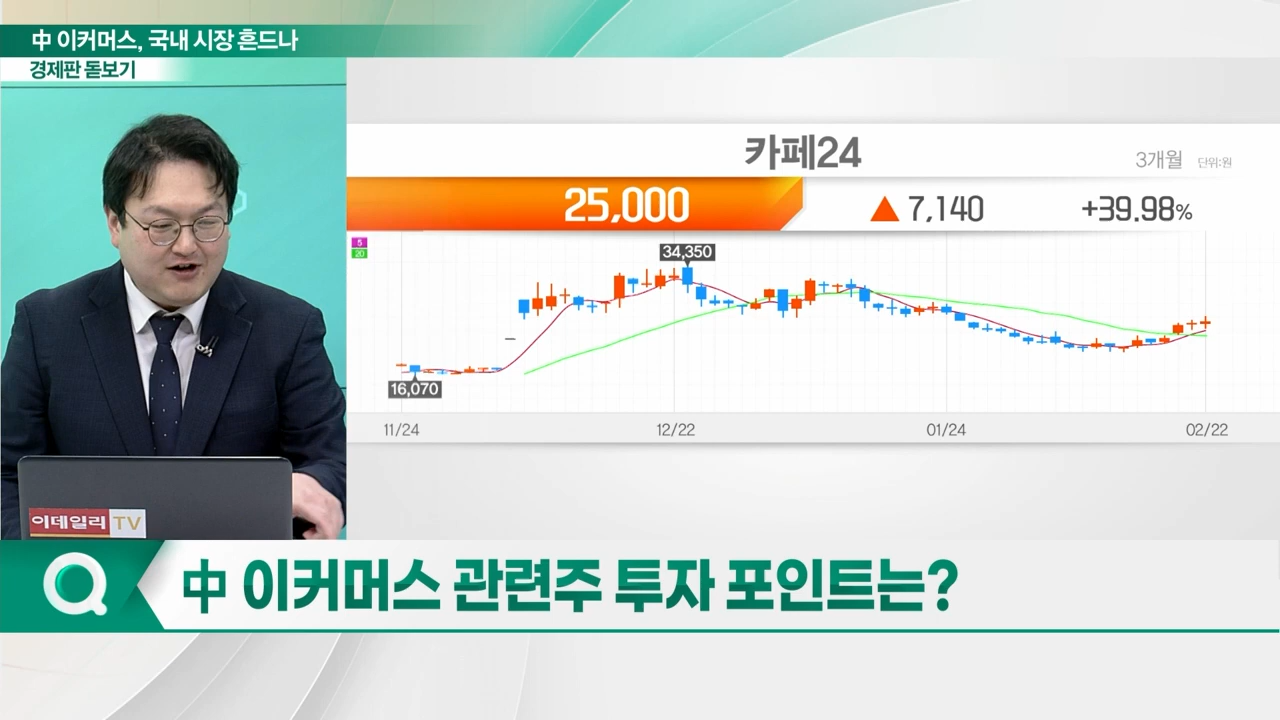 中 이커머스, 국내 시장 흔드나
경제판 돋보기
카페24
3개월 단위:원
25,000 ▲ 7,140 +39.98%
5
20
34,350
16,070
11/24 12/22 01/24 02/22
이데일리 TV
中 이커머스 관련주 투자 포인트는?